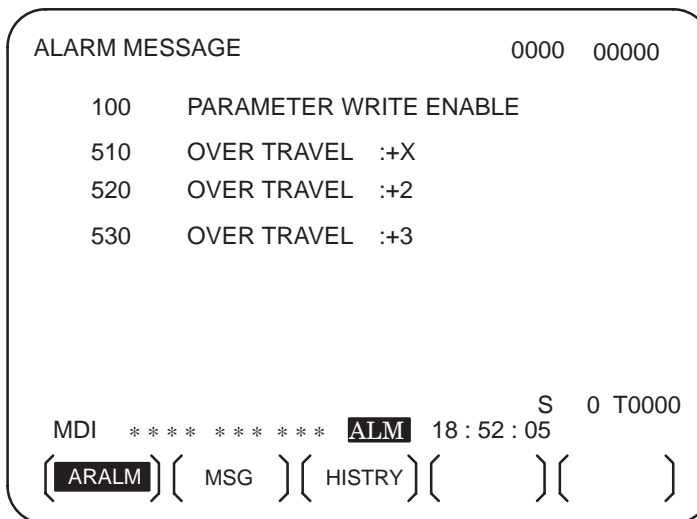 ALARM MESSAGE 0000 00000
100 PARAMETER WRITE ENABLE
510 OVER TRAVEL :+X
520 OVER TRAVEL :+2
530 OVER TRAVEL :+3
S 0 T0000
MDI **** *** *** ALM 18 : 52 : 05
ARALM MSG HISTRY